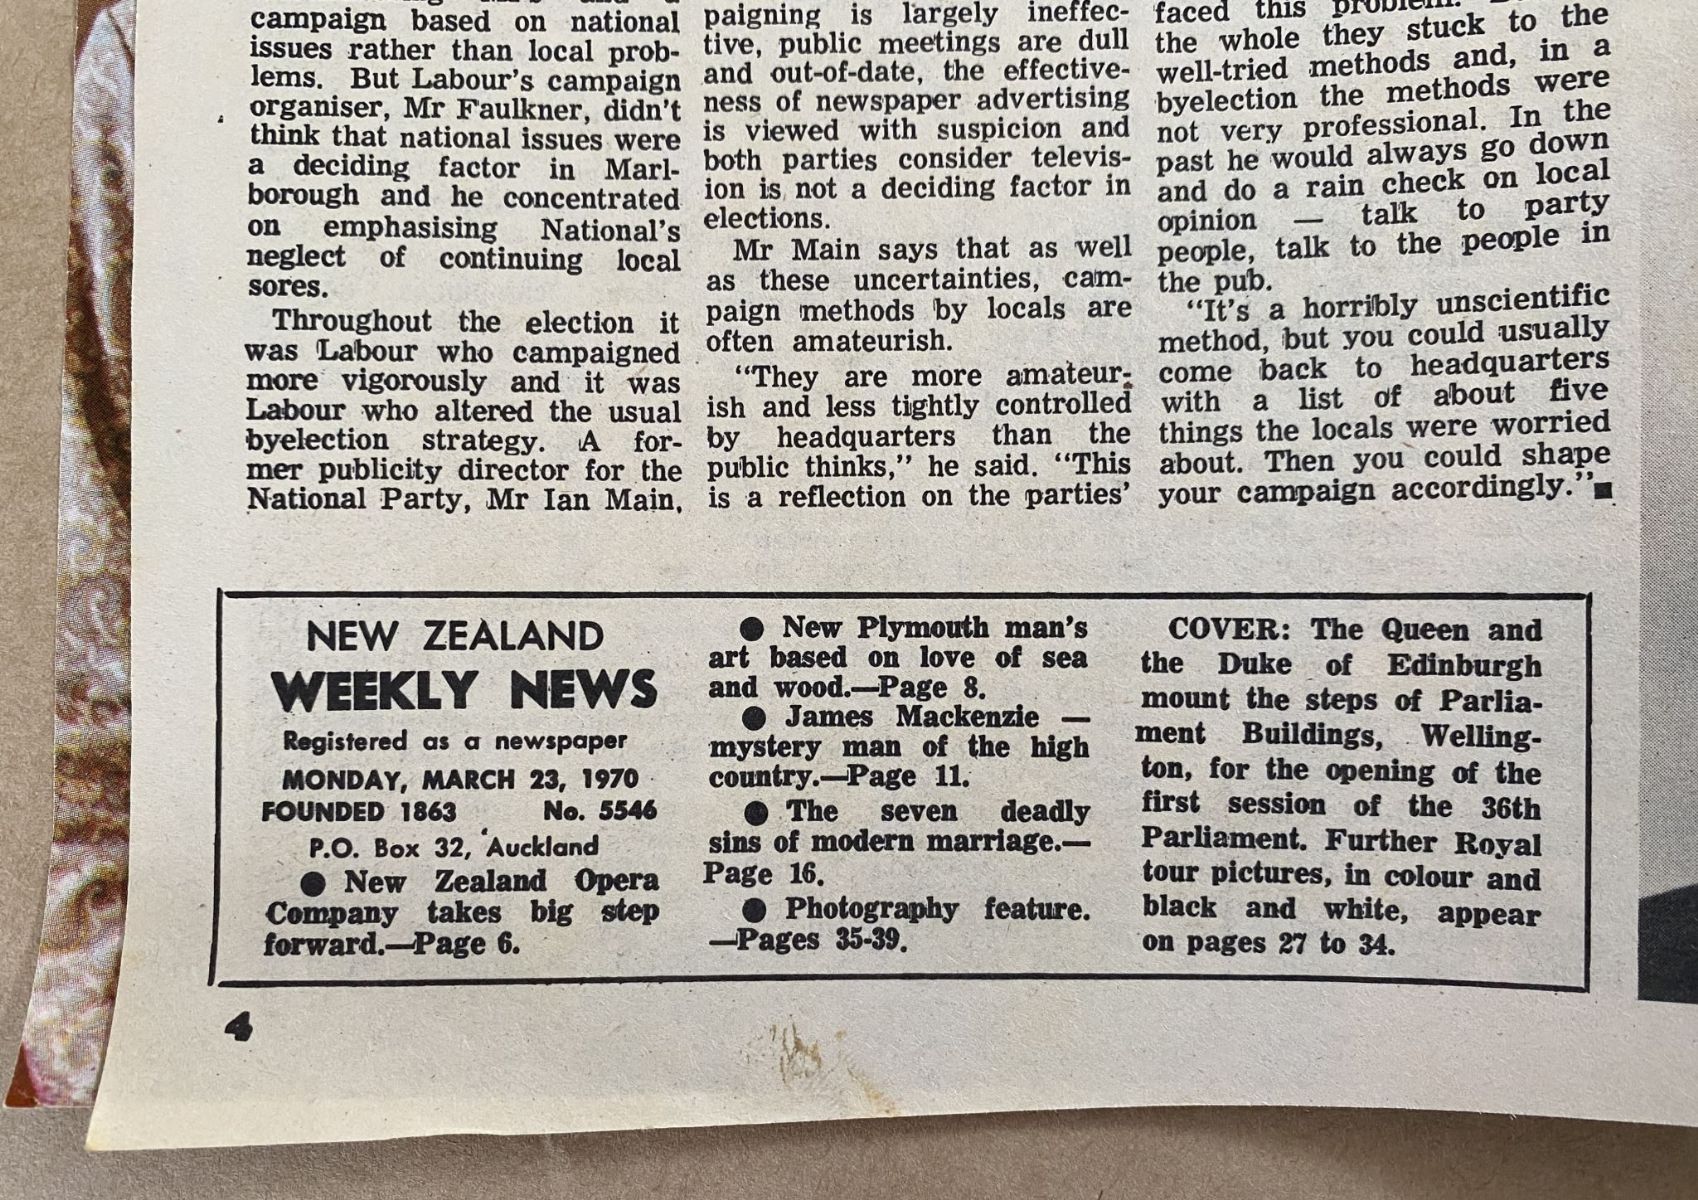 campaign based on national
issues rather than local prob-
lems. But Labour's campaign
organiser, Mr Faulkner, didn't
think that national issues were
a deciding factor in Marl-
borough and he concentrated
on emphasising National's
neglect of continuing local
sores.
Throughout the election it
was Labour who campaigned
more vigorously and it was
Labour who altered the usual
byelection strategy. A for-
mer publicity director for the
National Party, Mr Ian Main,
paigning is largely ineffec-
tive, public meetings are dull
and out-of-date, the effective-
ness of newspaper advertising
is viewed with suspicion and
both parties consider televis-
ion is not a deciding factor in
elections.
Mr Main says that as well
as these uncertainties, cam-
paign methods by locals are
often amateurish.
"They are more amateur-
ish and less tightly controlled
by headquarters than the
public thinks," he said. "This
is a reflection on the parties'
faced this problem.
the whole they stuck to the
well-tried methods and, in a
byelection the methods were
not very professional. In the
past he would always go down
and do a rain check on local
opinion — talk to party
people, talk to the people in
the pub.
"It's a horribly unscientific
method, but you could usually
come back to headquarters
with a list of about five
things the locals were worried
about. Then you could shape
your campaign accordingly."■
NEW ZEALAND
WEEKLY NEWS
Registered as a newspaper
MONDAY, MARCH 23, 1970
FOUNDED 1863 No. 5546
P.O. Box 32, Auckland
● New Zealand Opera
Company takes big step
forward.—Page 6.
● New Plymouth man's
art based on love of sea
and wood.—Page 8.
● James Mackenzie —
mystery man of the high
country.—Page 11.
● The seven deadly
sins of modern marriage.—
Page 16.
● Photography feature.
—Pages 35-39.
COVER: The Queen and
the Duke of Edinburgh
mount the steps of Parlia-
ment Buildings, Welling-
ton, for the opening of the
first session of the 36th
Parliament. Further Royal
tour pictures, in colour and
black and white, appear
on pages 27 to 34.
4